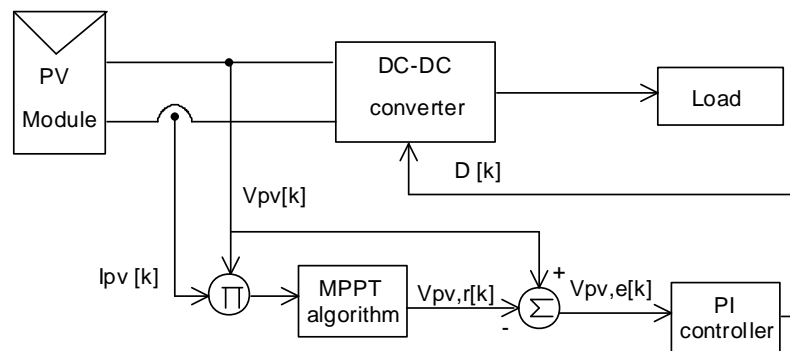 PV
Module
DC-DC
converter
Load
D [k]
Vpv[k]
Ipv [k]
∏
MPPT
algorithm
Vpv,r[k]
+
-
Σ
Vpv,e[k]
PI
controller